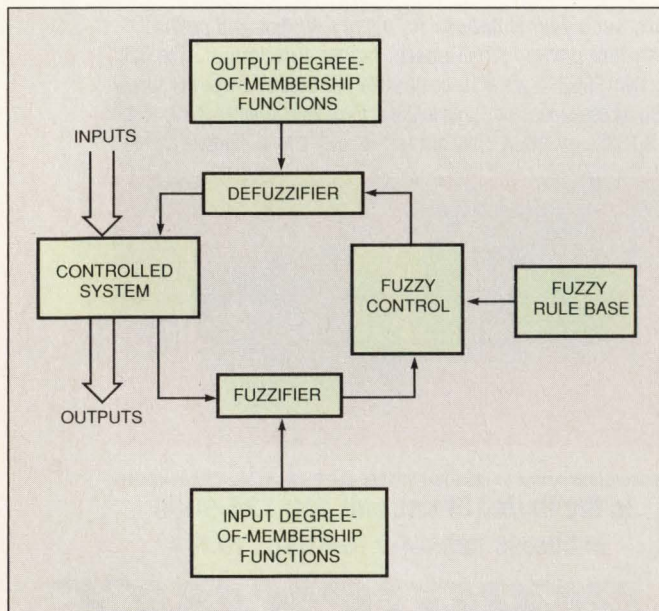 OUTPUT DEGREE-
OF-MEMBERSHIP
FUNCTIONS
INPUTS
DEFUZZIFIER
CONTROLLED
SYSTEM
FUZZY
CONTROL
FUZZY
RULE BASE
FUZZIFIER
OUTPUTS
INPUT DEGREE-
OF-MEMBERSHIP
FUNCTIONS